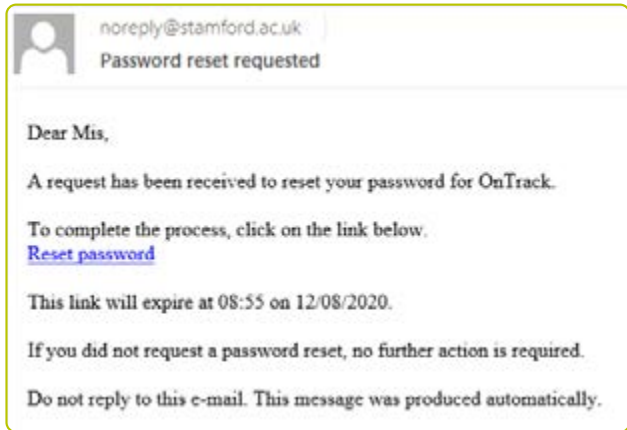 noreply@stamford.ac.uk
Password reset requested
Dear Mis,
A request has been received to reset your password for OnTrack.
To complete the process, click on the link below.
Reset password
This link will expire at 08:55 on 12/08/2020.
If you did not request a password reset, no further action is required.
Do not reply to this e-mail. This message was produced automatically.